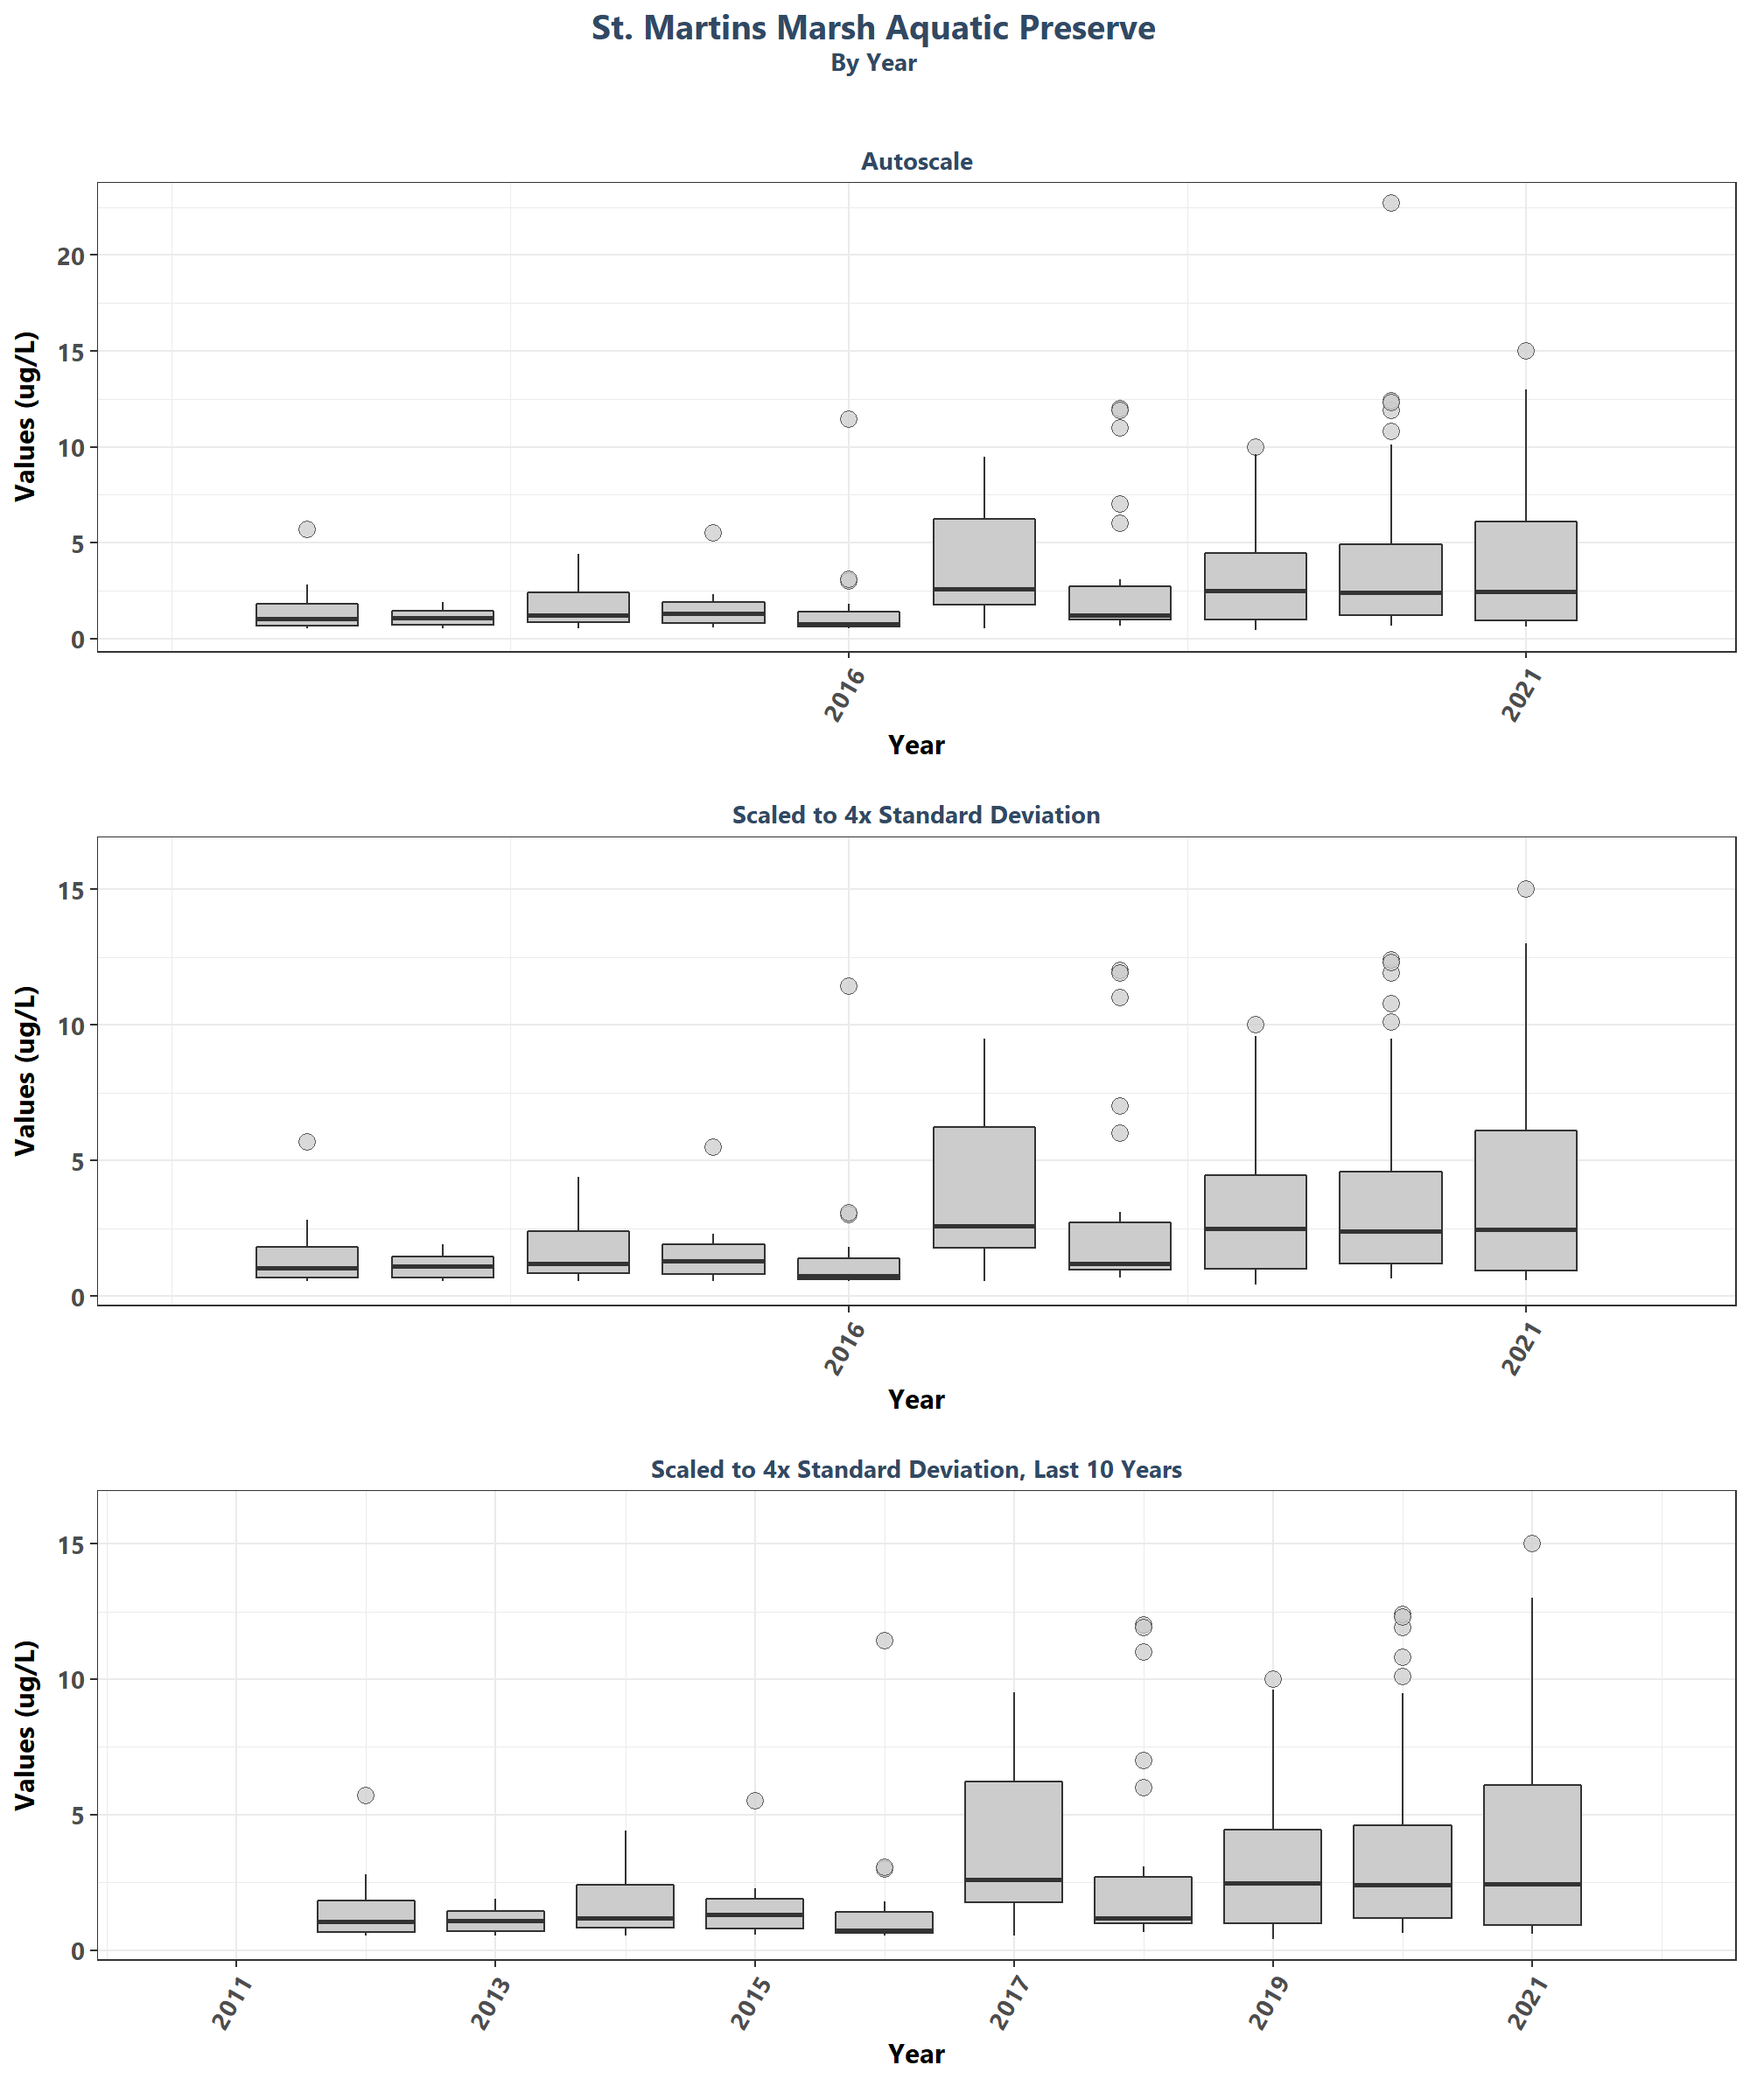 St. Martins Marsh Aquatic Preserve
By Year
Autoscale
Values (ug/L)
20
15
10
5
0
2016
2021
Year
Scaled to 4x Standard Deviation
Values (ug/L)
15
10
5
0
2016
2021
Year
Scaled to 4x Standard Deviation, Last 10 Years
Values (ug/L)
15
10
5
0
2011
2013
2015
2017
2019
2021
Year